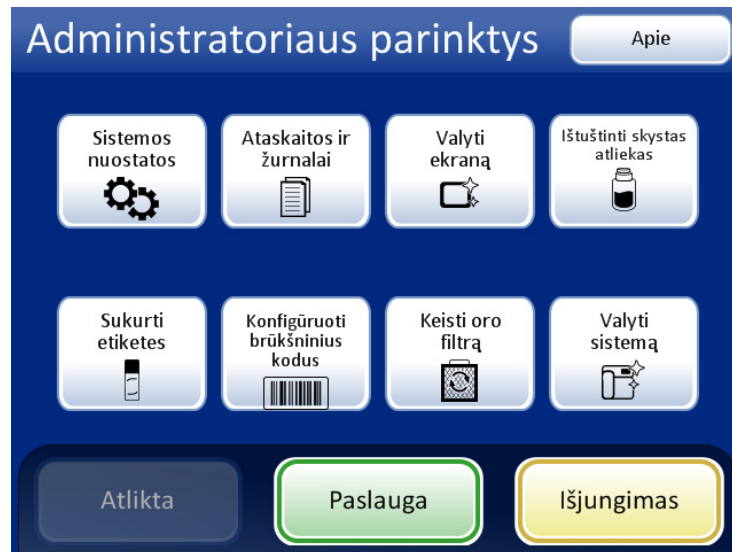 Administratoriaus parinktys
Apie
Sistemos
nuostatos
Ataskaitos ir
žurnalai
Valyti
ekraną
Ištuštinti skystas
atliekas
Sukurti
etiketes
Konfigūruoti
brūkšninius
kodus
Keisti oro
filtrą
Valyti
sistemą
Atlikta
Paslauga
Išjungimas